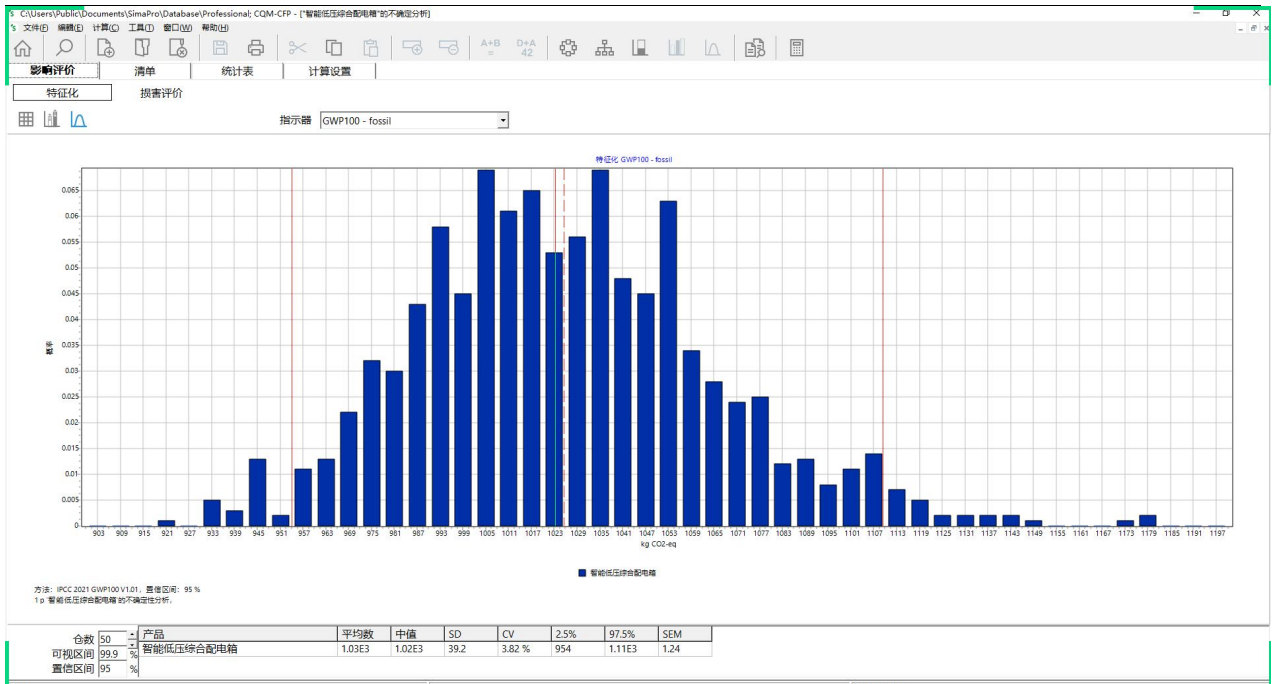 C:\Users\Public\Documents\SimaPro\Database\Professional; CQM-CFP - ["智能低压综合配电箱"的不确定分析]
文件(F) 编辑(E) 计算(C) 工具(T) 窗口(W) 帮助(H)
A+B = D+A 42
影响评价 清单 统计表 计算设置
特征化 损害评价
指示器 GWP100 - fossil
特征化 GWP100 - fossil
0.065
0.06
0.055
0.05
0.045
0.04
0.035
概率
0.03
0.025
0.02
0.015
0.01
0.005
0
903 909 915 921 927 933 939 945 951 957 963 969 975 981 987 993 999 1005 1011 1017 1023 1029 1035 1041 1047 1053 1059 1065 1071 1077 1083 1089 1095 1101 1107 1113 1119 1125 1131 1137 1143 1149 1155 1161 1167 1173 1179 1185 1191 1197
kg CO2-eq
智能低压综合配电箱
方法: IPCC 2021 GWP100 V1.01, 置信区间: 95 %
1 p '智能低压综合配电箱'的不确定性分析,
仓数 50 产品 平均数 中值 SD CV 2.5% 97.5% SEM
可视区间 99.9 % 智能低压综合配电箱 1.03E3 1.02E3 39.2 3.82 % 954 1.11E3 1.24
置信区间 95 %